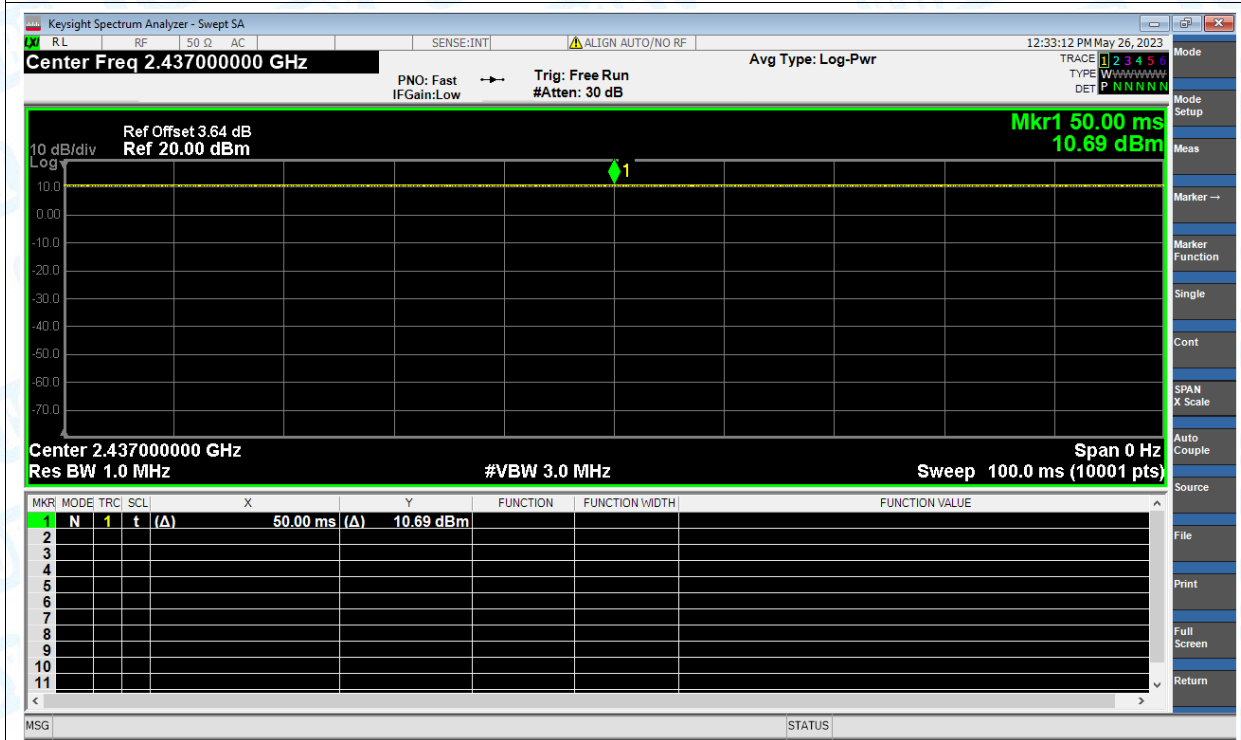 Keysight Spectrum Analyzer - Swept SA
LXI RL RF 50 Ω AC SENSE:INT ALIGN AUTO/NO RF 12:33:12 PM May 26, 2023
Center Freq 2.437000000 GHz
PNO: Fast
IFGain:Low
Trig: Free Run
#Atten: 30 dB
Avg Type: Log-Pwr
TRACE 1 2 3 4 5 6
TYPE WWWWWW
DET P N N N N N
Ref Offset 3.64 dB
Ref 20.00 dBm
Mkr1 50.00 ms
10.69 dBm
10 dB/div
Log
1
10.0
0.00
-10.0
-20.0
-30.0
-40.0
-50.0
-60.0
-70.0
Center 2.437000000 GHz Span 0 Hz
Res BW 1.0 MHz #VBW 3.0 MHz Sweep 100.0 ms (10001 pts)
MKR MODE TRC SCL X Y FUNCTION FUNCTION WIDTH FUNCTION VALUE
1 N 1 t (Δ) 50.00 ms (Δ) 10.69 dBm
2
3
4
5
6
7
8
9
10
11
MSG STATUS
Mode
Mode
Setup
Meas
Marker →
Marker
Function
Single
Cont
SPAN
X Scale
Auto
Couple
Source
File
Print
Full
Screen
Return